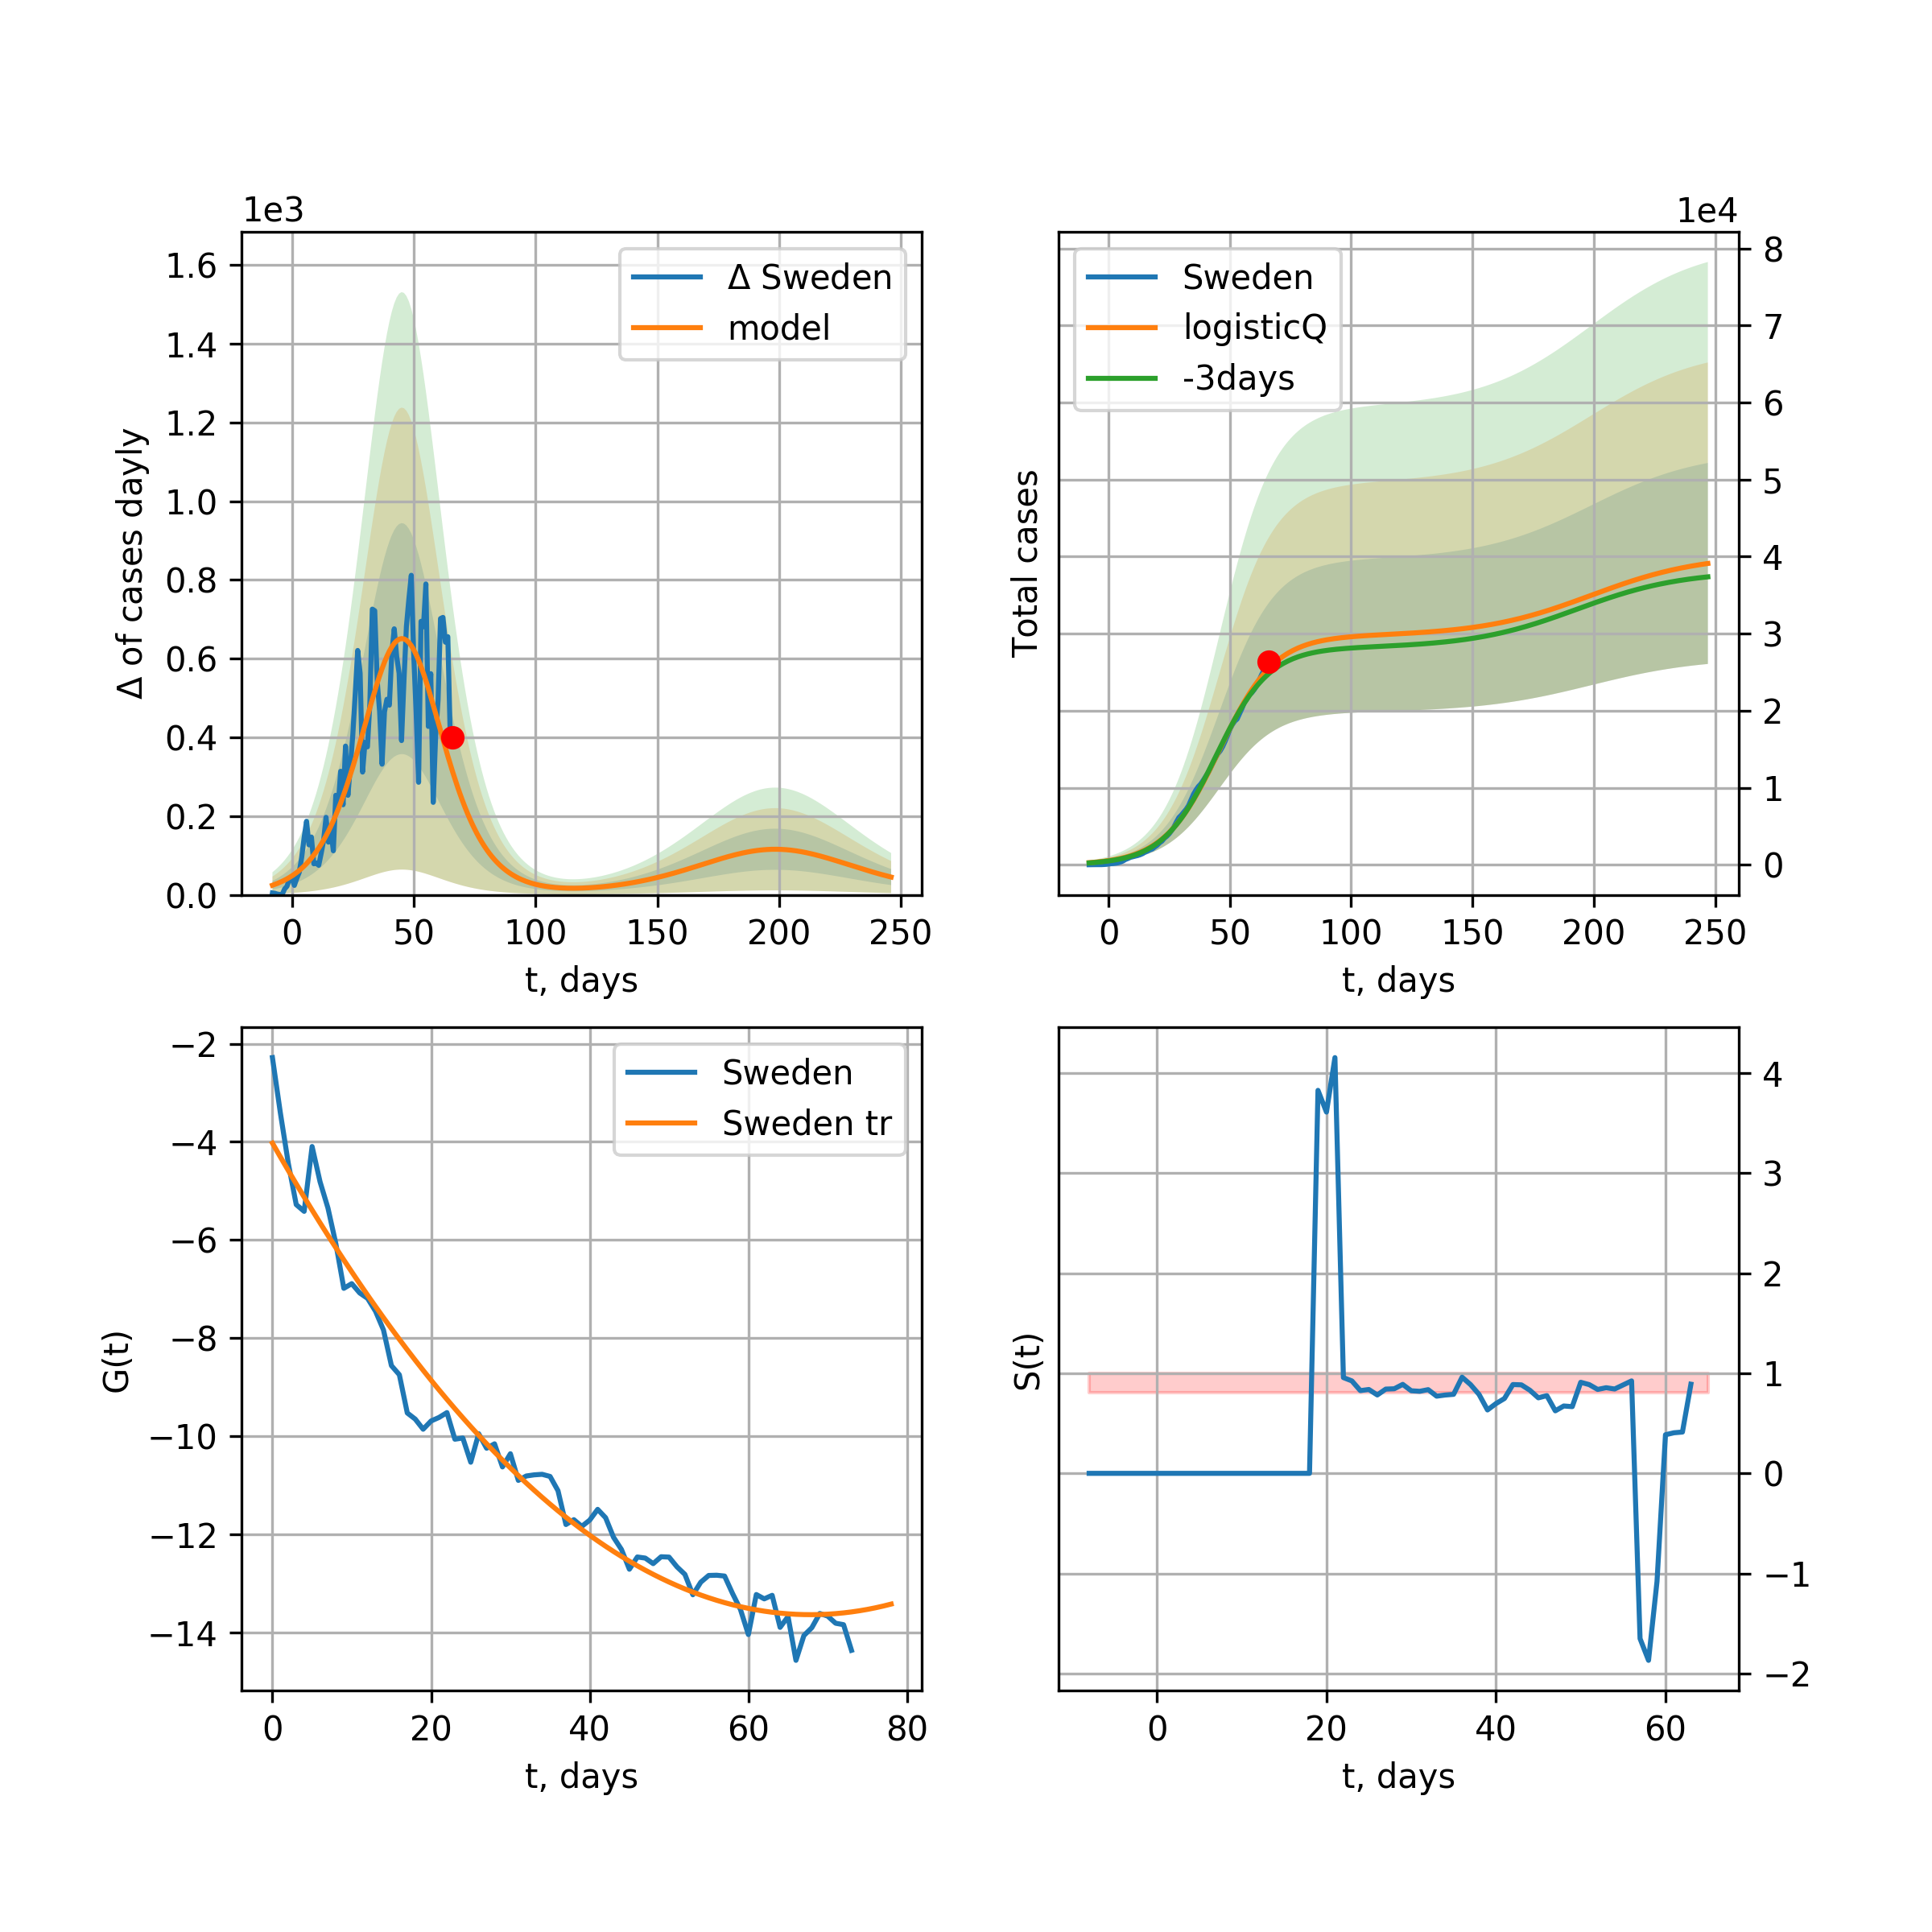 1e3
Δ of cases dayly
1.6
1.4
1.2
1.0
0.8
0.6
0.4
0.2
0.0
Δ Sweden
model
0 50 100 150 200 250
t, days
1e4
Total cases
Sweden
logisticQ
-3days
8
7
6
5
4
3
2
1
0
0 50 100 150 200 250
t, days
G(t)
−2
−4
−6
−8
−10
−12
−14
Sweden
Sweden tr
0 20 40 60 80
t, days
S(t)
4
3
2
1
0
−1
−2
0 20 40 60
t, days